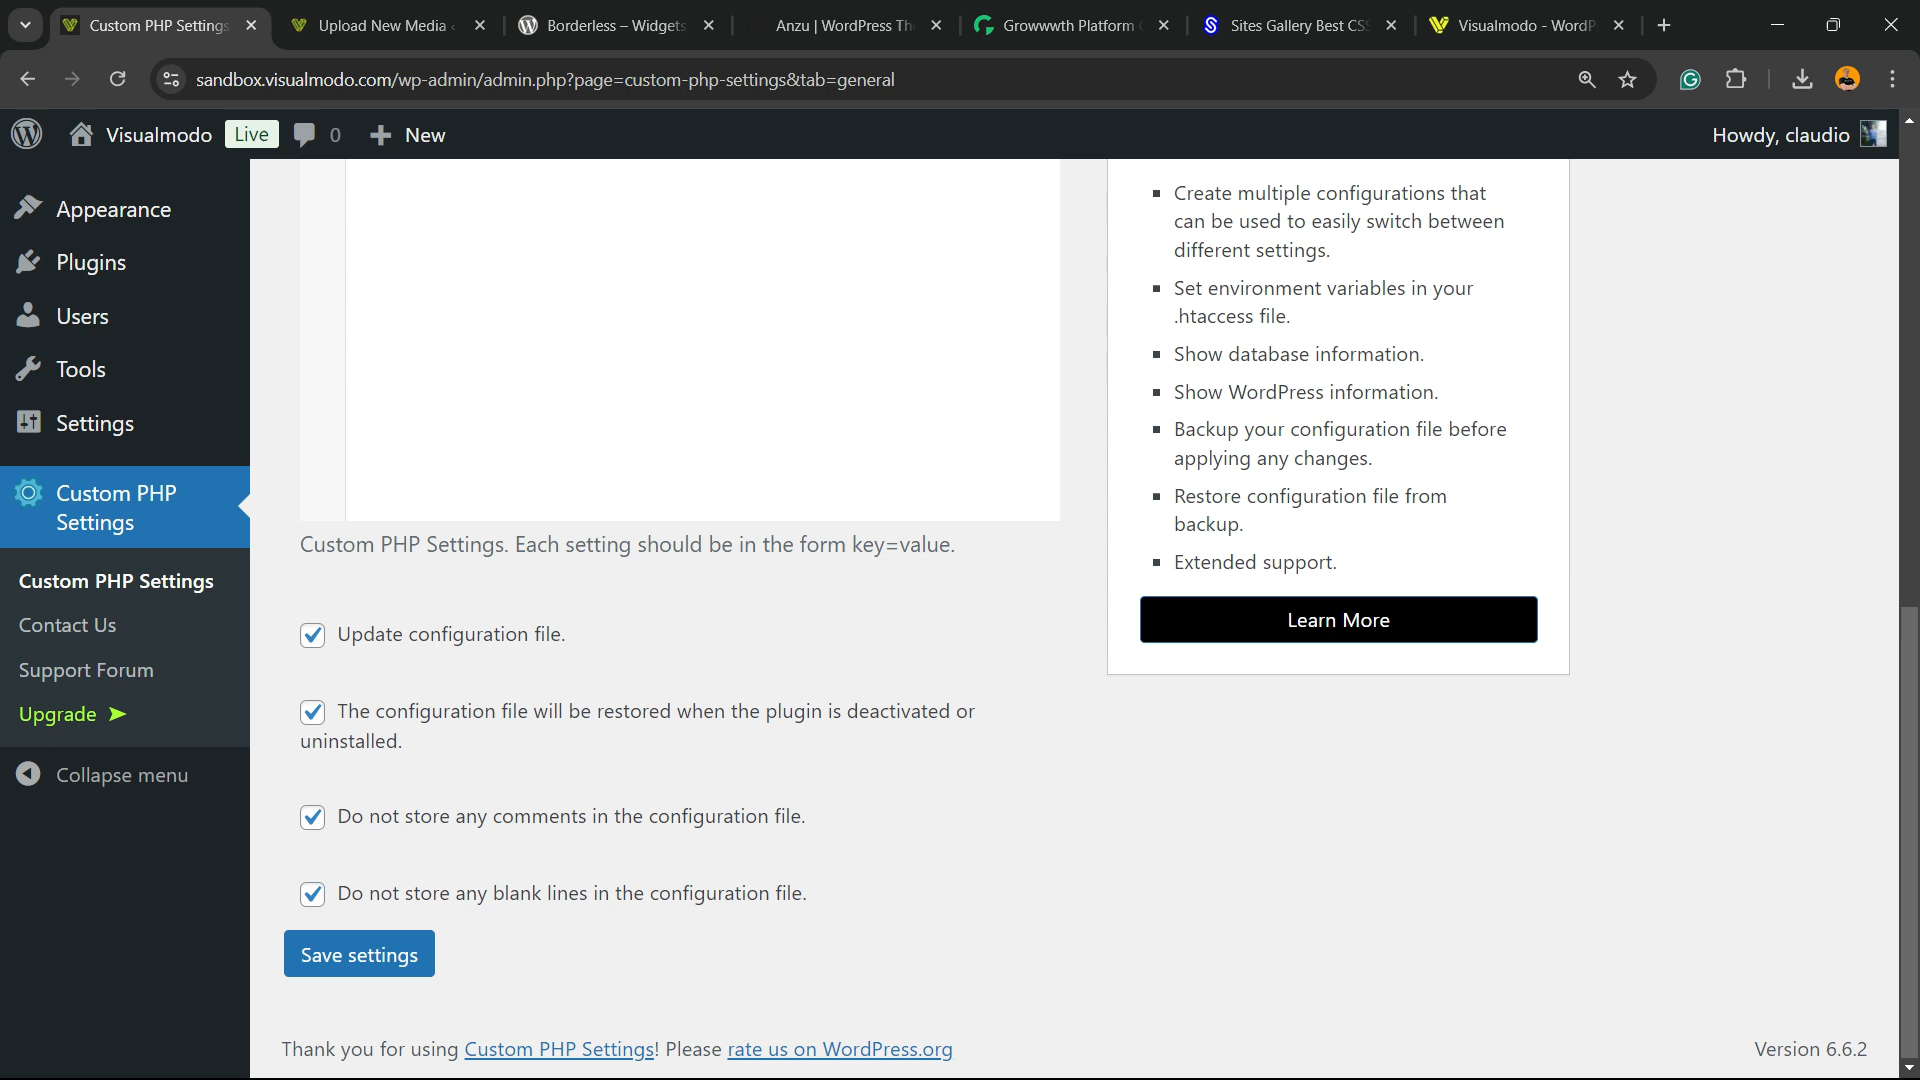 Custom PHP Settings
Upload New Media ‹
Borderless – Widgets
Anzu | WordPress Th
Growwwth Platform
Sites Gallery Best CSS
Visualmodo - WordP
sandbox.visualmodo.com/wp-admin/admin.php?page=custom-php-settings&tab=general
Visualmodo
Live
0
New
Howdy, claudio
Appearance
Plugins
Users
Tools
Settings
Custom PHP
Settings
Custom PHP Settings
Contact Us
Support Forum
Upgrade ➤
Collapse menu
Custom PHP Settings. Each setting should be in the form key=value.
Update configuration file.
The configuration file will be restored when the plugin is deactivated or
uninstalled.
Do not store any comments in the configuration file.
Do not store any blank lines in the configuration file.
Save settings
Create multiple configurations that
can be used to easily switch between
different settings.
Set environment variables in your
.htaccess file.
Show database information.
Show WordPress information.
Backup your configuration file before
applying any changes.
Restore configuration file from
backup.
Extended support.
Learn More
Thank you for using Custom PHP Settings! Please rate us on WordPress.org
Version 6.6.2